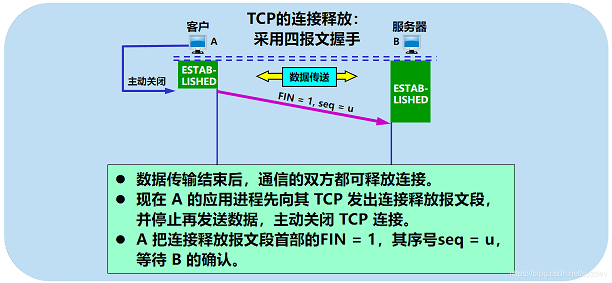 TCP的连接释放：
采用四报文握手
客户
A
服务器
B
ESTAB-
LISHED
ESTAB-
LISHED
主动关闭
数据传送
FIN = 1, seq = u
● 数据传输结束后，通信的双方都可释放连接。
● 现在 A 的应用进程先向其 TCP 发出连接释放报文段，
并停止再发送数据，主动关闭 TCP 连接。
● A 把连接释放报文段首部的FIN = 1，其序号seq = u，
等待 B 的确认。